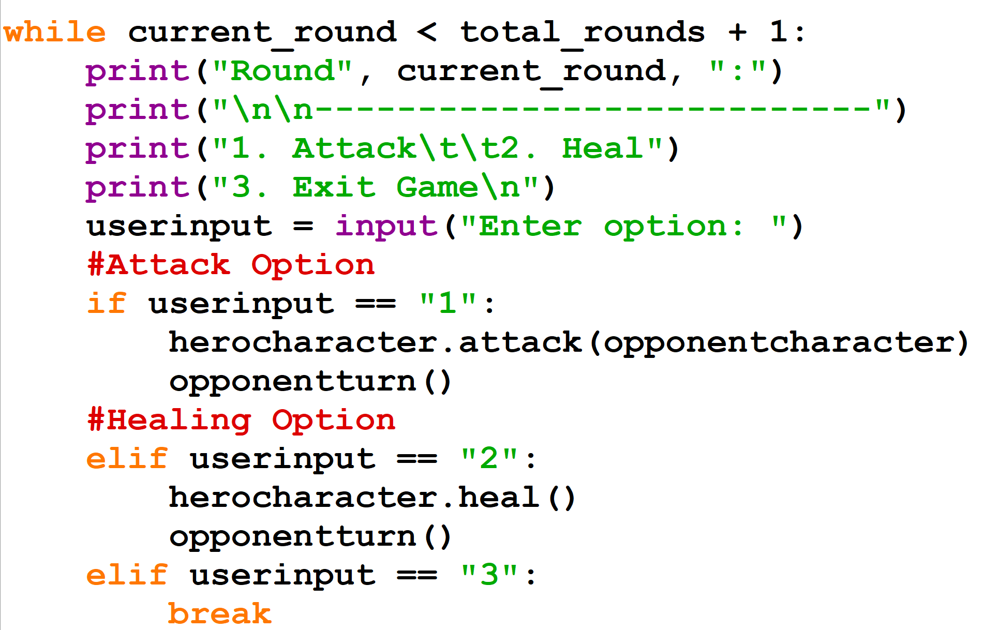 while current_round < total_rounds + 1:
    print("Round", current_round, ":")
    print("\n\n---------------------------")
    print("1. Attack\t\t2. Heal")
    print("3. Exit Game\n")
    userinput = input("Enter option: ")
    #Attack Option
    if userinput == "1":
        herocharacter.attack(opponentcharacter)
        opponentturn()
    #Healing Option
    elif userinput == "2":
        herocharacter.heal()
        opponentturn()
    elif userinput == "3":
        break